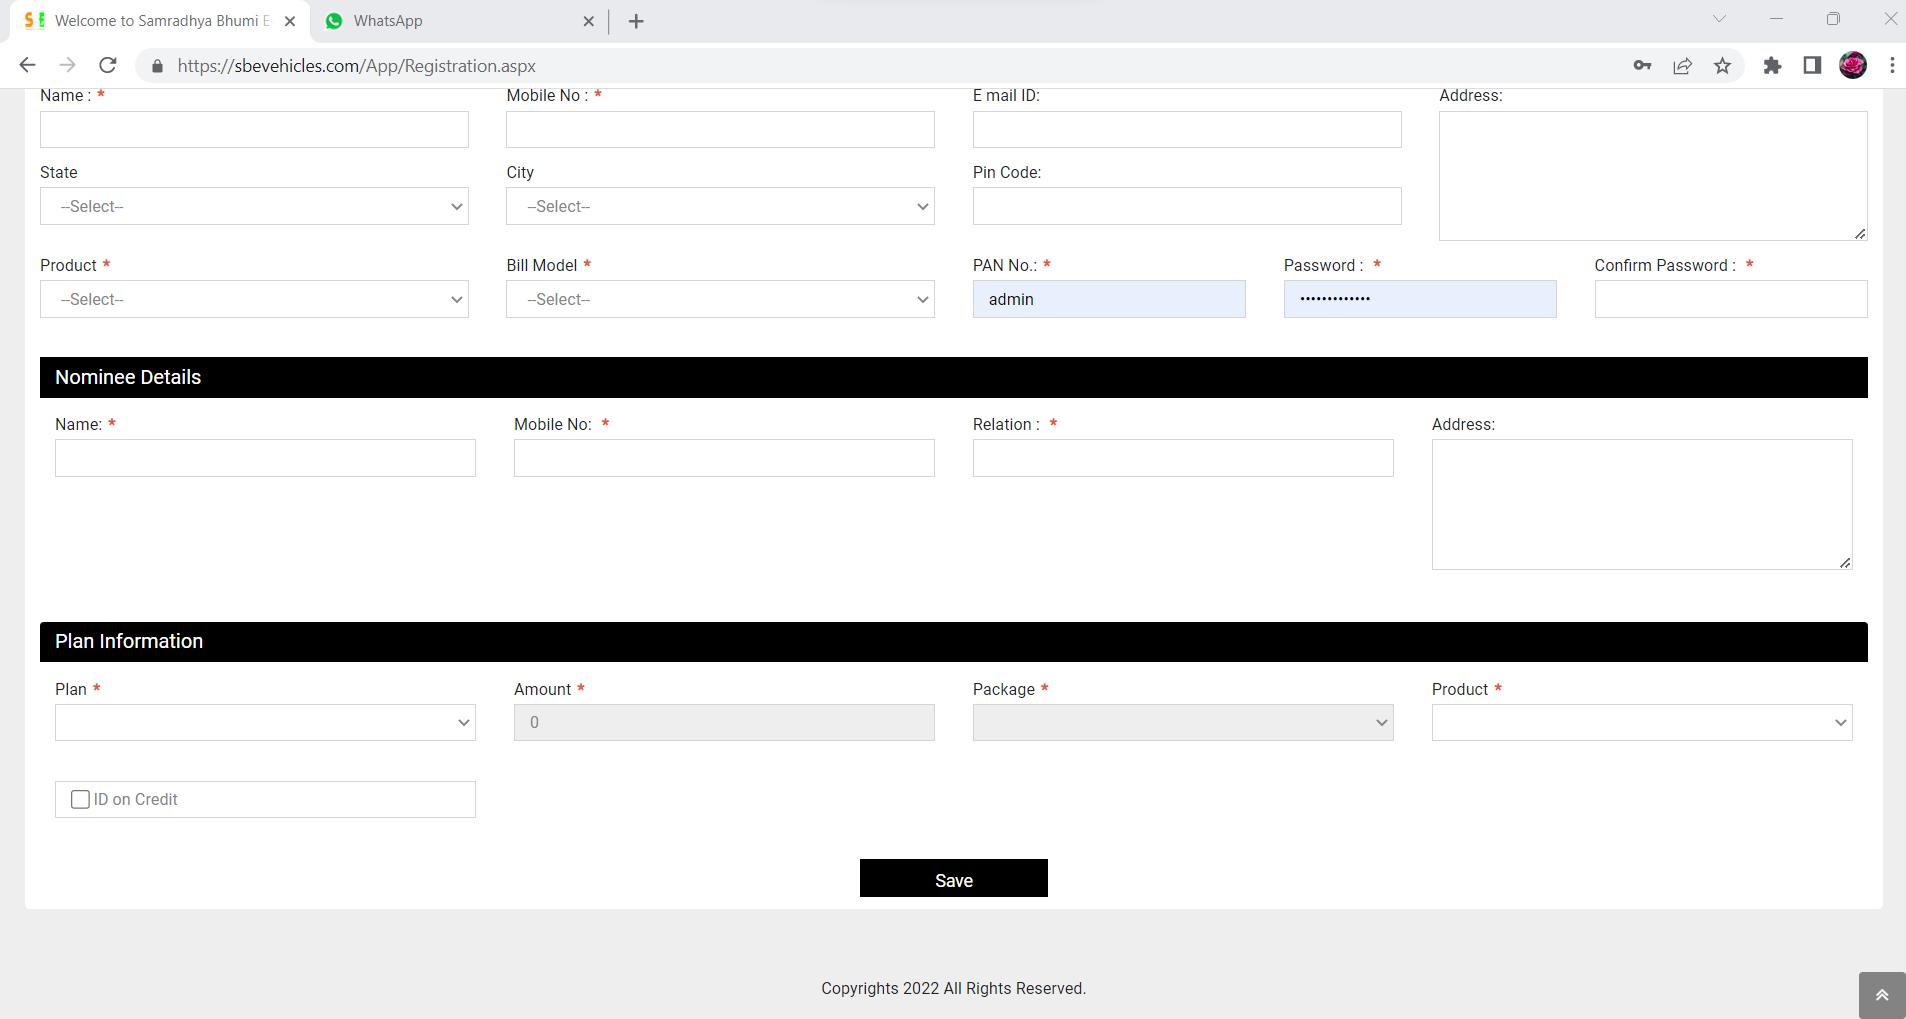 Welcome to Samradhya Bhumi E-
WhatsApp
https://sbevehicles.com/App/Registration.aspx
Name : *
Mobile No : *
E mail ID:
Address:
State
City
Pin Code:
--Select--
--Select--
Product *
Bill Model *
PAN No.: *
Password : *
Confirm Password : *
--Select--
--Select--
admin
•••••••••••••
Nominee Details
Name: *
Mobile No: *
Relation : *
Address:
Plan Information
Plan *
Amount *
Package *
Product *
0
ID on Credit
Save
Copyrights 2022 All Rights Reserved.